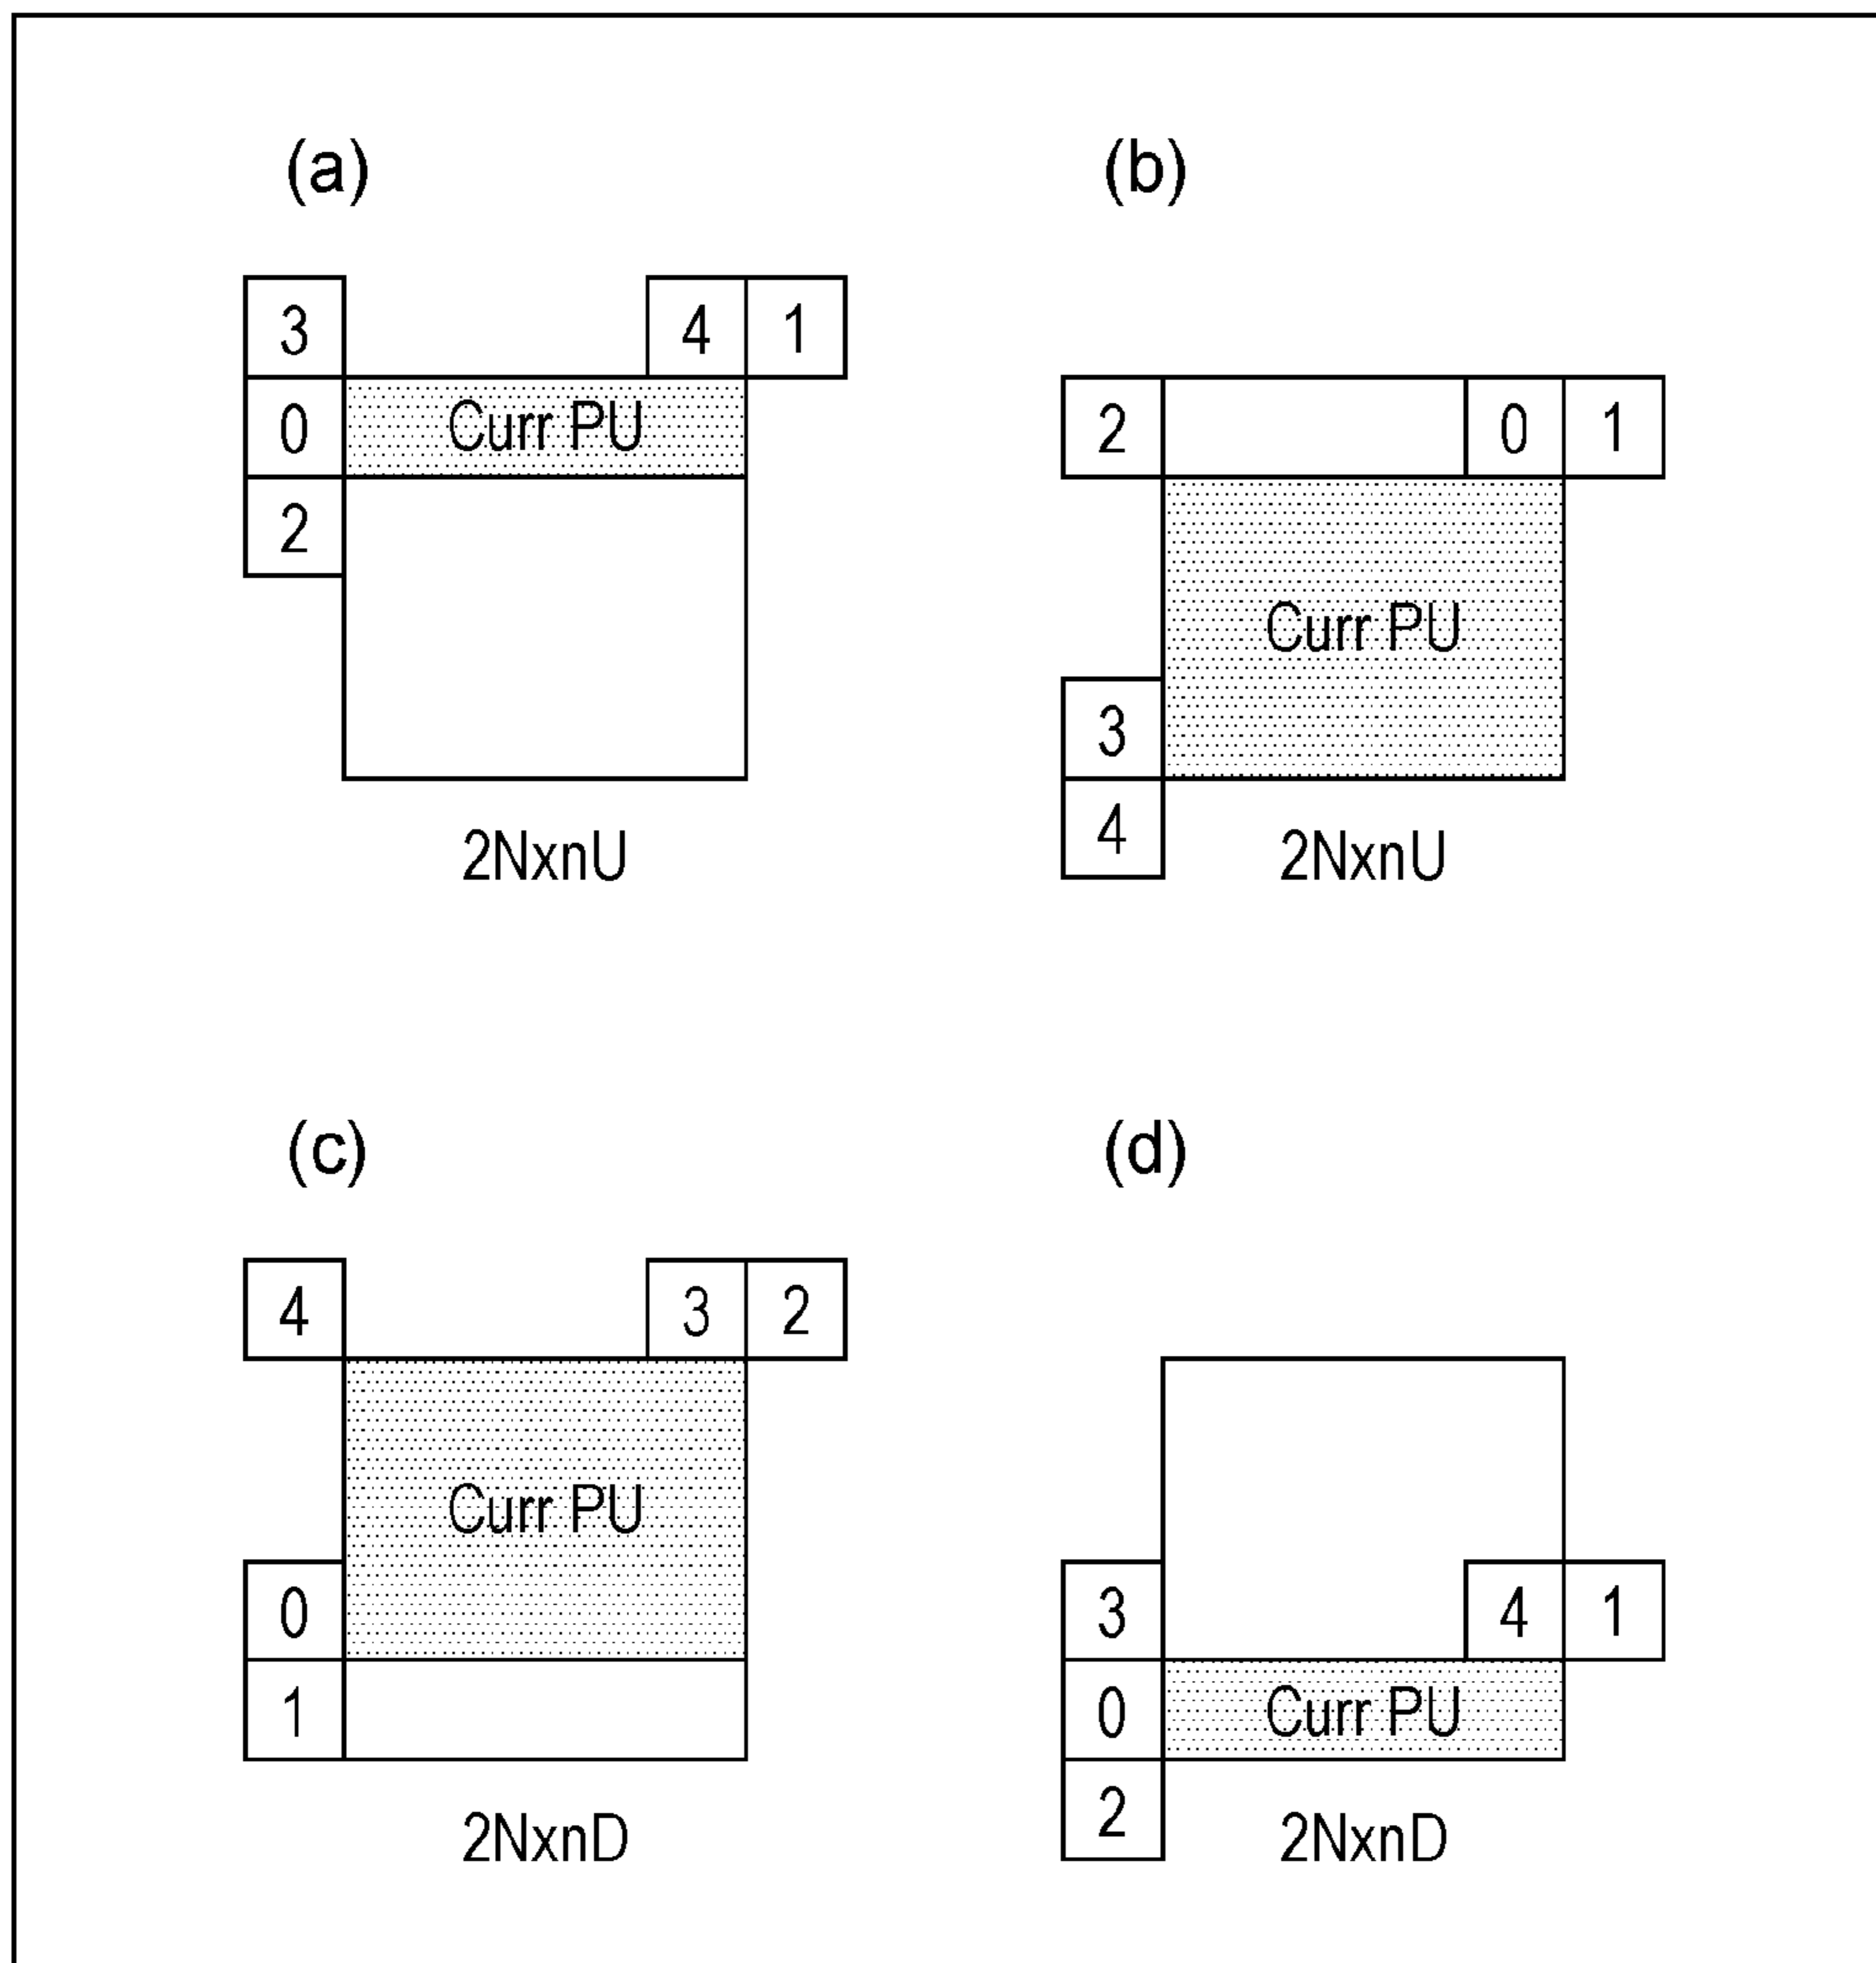 (a) (b)
3 4 1
0 Curr PU 2 0 1
2
Curr PU
3
4
2NxnU 2NxnU
(c) (d)
4 3 2
Curr PU
0 3 4 1
1 0 Curr PU
2
2NxnD 2NxnD